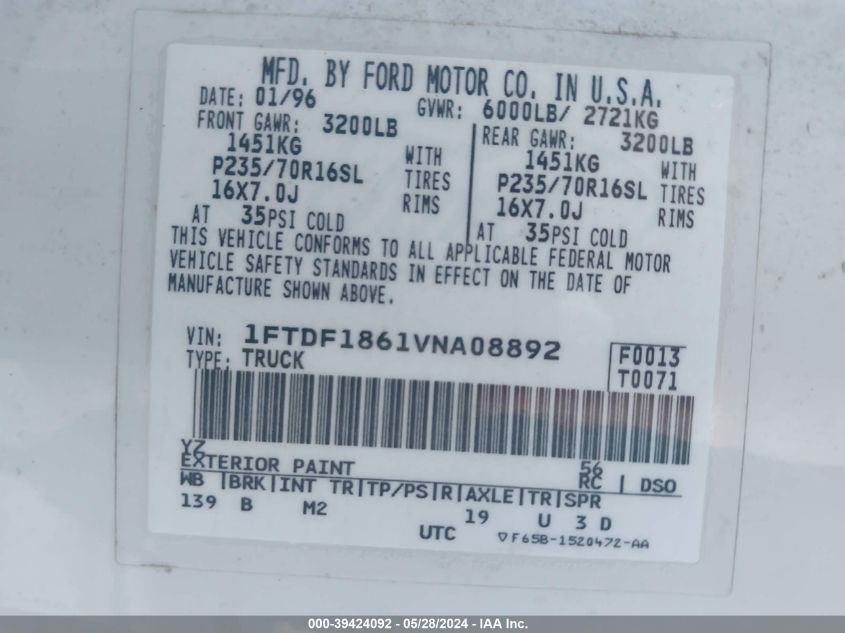 MFD. BY FORD MOTOR CO. IN U.S.A.
DATE: 01/96 GVWR: 6000LB/ 2721KG
FRONT GAWR: 3200LB REAR GAWR: 3200LB
1451KG WITH 1451KG WITH
P235/70R16SL TIRES P235/70R16SL TIRES
16X7.0J RIMS 16X7.0J RIMS
AT 35PSI COLD AT 35PSI COLD
THIS VEHICLE CONFORMS TO ALL APPLICABLE FEDERAL MOTOR
VEHICLE SAFETY STANDARDS IN EFFECT ON THE DATE OF
MANUFACTURE SHOWN ABOVE.
VIN: 1FTDF1861VNA08892 F0013
TYPE: TRUCK T0071
YZ
EXTERIOR PAINT 56 RC | DSO
WB |BRK|INT TR|TP/PS|R|AXLE|TR|SPR
139 B M2 19 U 3 D
UTC ▽F65B-1520472-AA
000-39424092 - 05/28/2024 - IAA Inc.